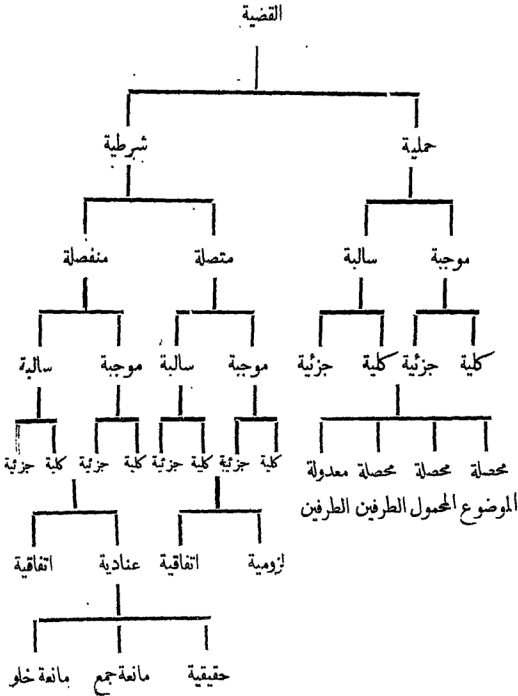 القضية
حملية شرطية
موجبة سالبة متصلة منفصلة
كلية جزئية كلية جزئية موجبة سالبة موجبة سالبة
كلية جزئية كلية جزئية كلية جزئية كلية جزئية
محصلة محصلة محصلة معدولة
الموضوع المحمول الطرفين الطرفين
لزومية اتفاقية عنادية اتفاقية
حقيقية مانعة جمع مانعة خلو